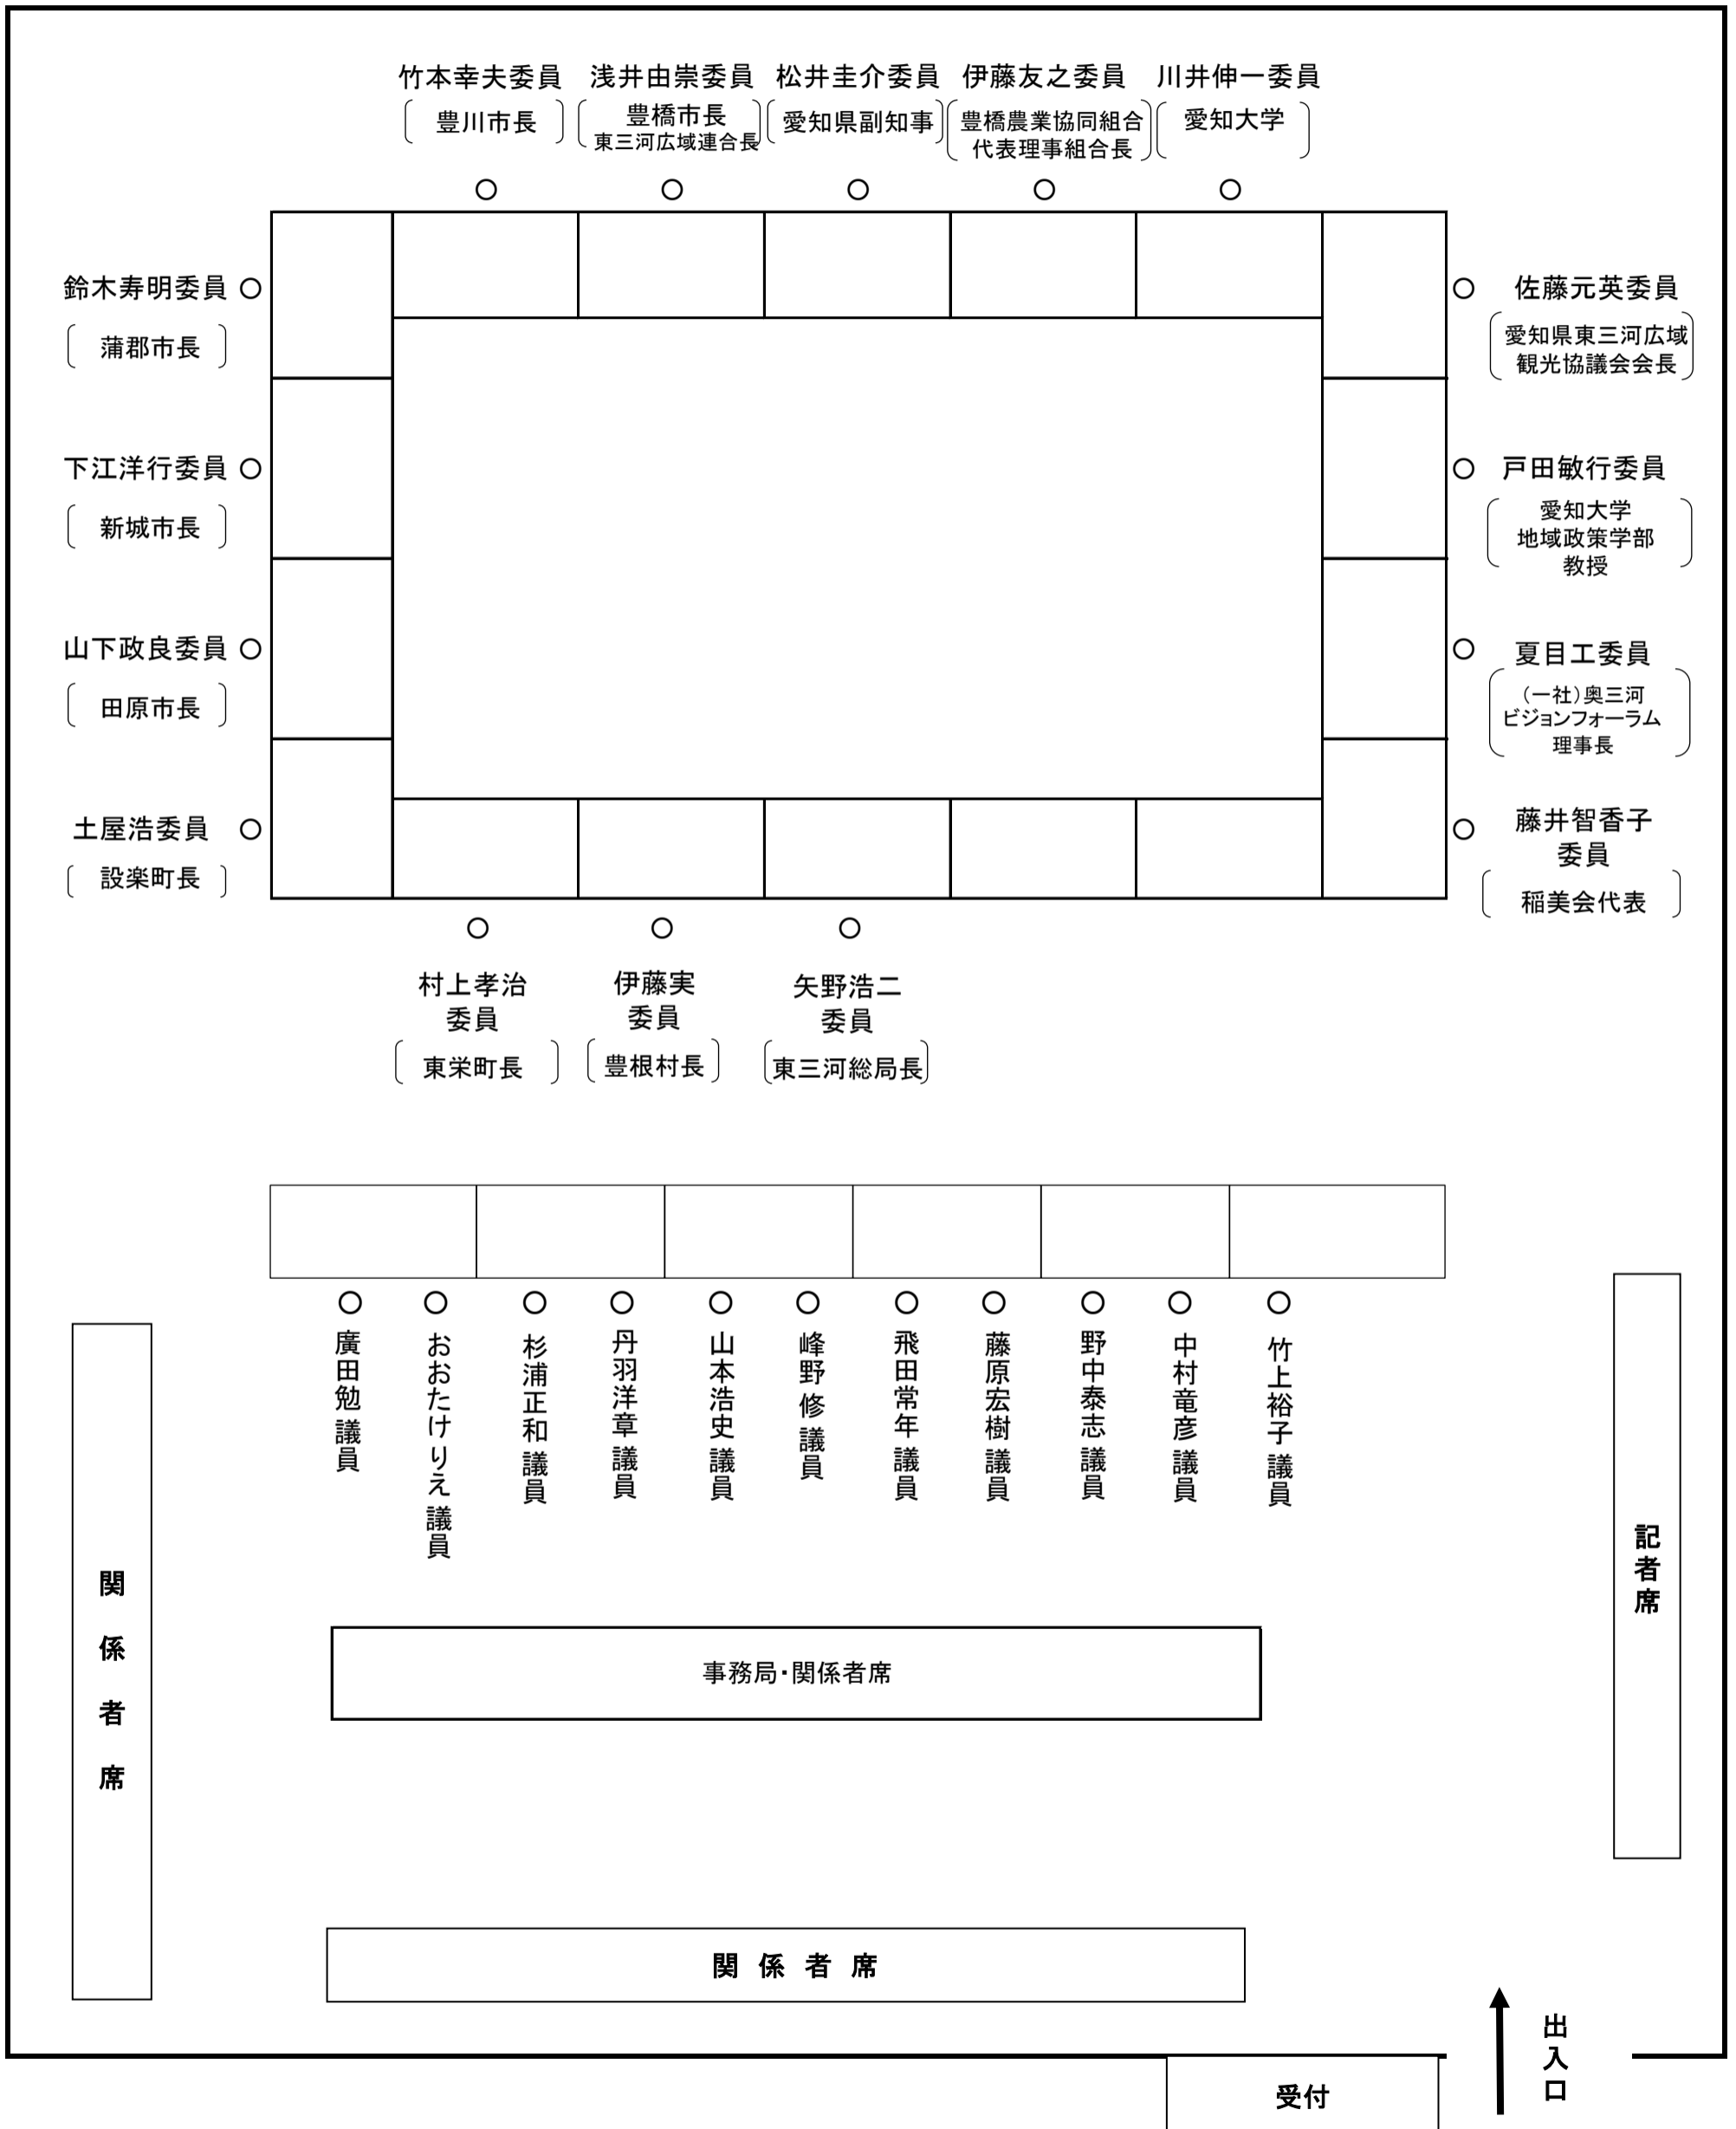 竹本幸夫委員
豊川市長
浅井由崇委員
豊橋市長
東三河広域連合長
松井圭介委員
愛知県副知事
伊藤友之委員
豊橋農業協同組合
代表理事組合長
川井伸一委員
愛知大学
鈴木寿明委員
蒲郡市長
下江洋行委員
新城市長
山下政良委員
田原市長
土屋浩委員
設楽町長
佐藤元英委員
愛知県東三河広域
観光協議会会長
戸田敏行委員
愛知大学
地域政策学部
教授
夏目工委員
(一社)奥三河
ビジョンフォーラム
理事長
藤井智香子
委員
稲美会代表
村上孝治
委員
東栄町長
伊藤実
委員
豊根村長
矢野浩二
委員
東三河総局長
廣田勉 議員
おおたけりえ 議員
杉浦正和 議員
丹羽洋章 議員
山本浩史 議員
峰野 修 議員
飛田常年 議員
藤原宏樹 議員
野中泰志 議員
中村竜彦 議員
竹上裕子 議員
関係者席
記者席
事務局・関係者席
関係者席
出入口
受付